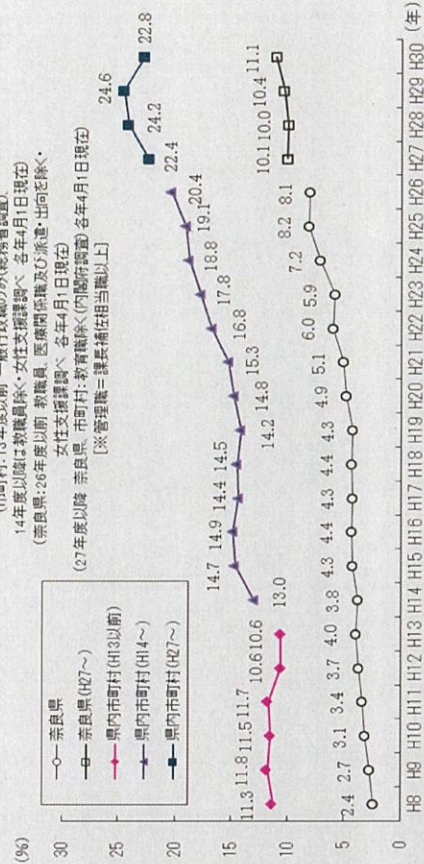 14年度以降は教職員除く・女性支援課調べ 各年4月1日現在)
(奈良県:26年度以前 教職員、医療関係職及び派遣・出向を除く・
女性支援課調べ 各年4月1日現在)
(27年度以降 奈良県、市町村:教育職除く(内閣府調査) 各年4月1日現在)
[※管理職=課長補佐相当職以上]
(%)
30
25
20
15
10
5
0
奈良県
奈良県(H27～)
県内市町村(H13以前)
県内市町村(H14～)
県内市町村(H27～)
11.3 11.8 11.5 11.7 10.6 10.6
13.0 14.7 14.9 14.4 14.5 14.2 14.8 15.3 16.8 17.8 18.8 19.1 20.4
22.4 24.2 24.6 22.8
2.4 2.7 3.1 3.4 3.7 4.0 3.8 4.3 4.4 4.3 4.4 4.3 4.9 5.1 6.0 5.9 7.2 8.2 8.1
10.1 10.0 10.4 11.1
H8 H9 H10 H11 H12 H13 H14 H15 H16 H17 H18 H19 H20 H21 H22 H23 H24 H25 H26 H27 H28 H29 H30 (年)